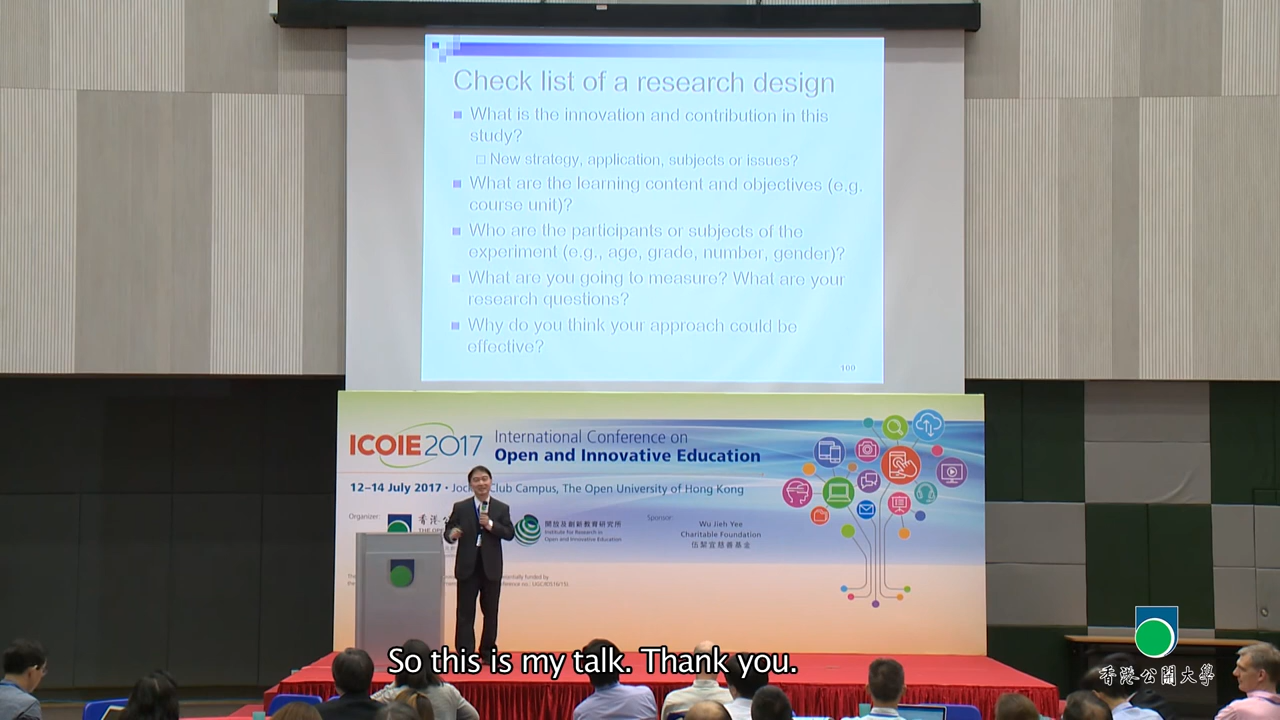 Check list of a research design
What is the innovation and contribution in this
study?
New strategy, application, subjects or issues?
What are the learning content and objectives (e.g.
course unit)?
Who are the participants or subjects of the
experiment (e.g., age, grade, number, gender)?
What are you going to measure? What are your
research questions?
Why do you think your approach could be
effective?
100
ICOIE2017
International Conference on
Open and Innovative Education
12–14 July 2017 • Club Campus, The Open University of Hong Kong
Organizer:
香港
開放及創新教育研究所
Institute for Research in
Open and Innovative Education
Sponsor:
Wu Jieh Yee
Charitable Foundation
伍絜宜慈善基金
So this is my talk. Thank you.
香港公開大學